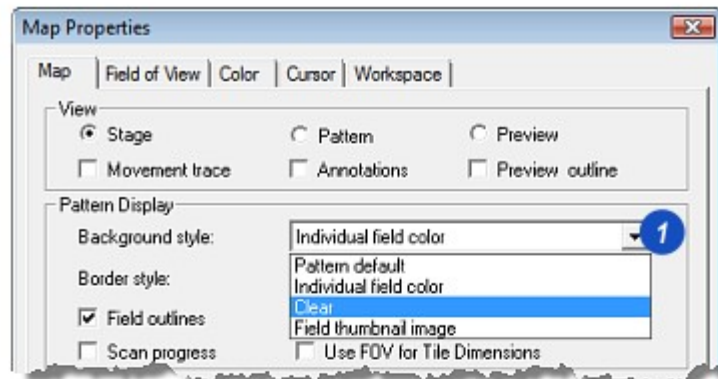 Map Properties
Map Field of View Color Cursor Workspace
View
Stage Pattern Preview
Movement trace Annotations Preview outline
Pattern Display
Background style: Individual field color 1
Pattern default
Border style: Individual field color
Clear
Field outlines Field thumbnail image
Scan progress Use FOV for Tile Dimensions